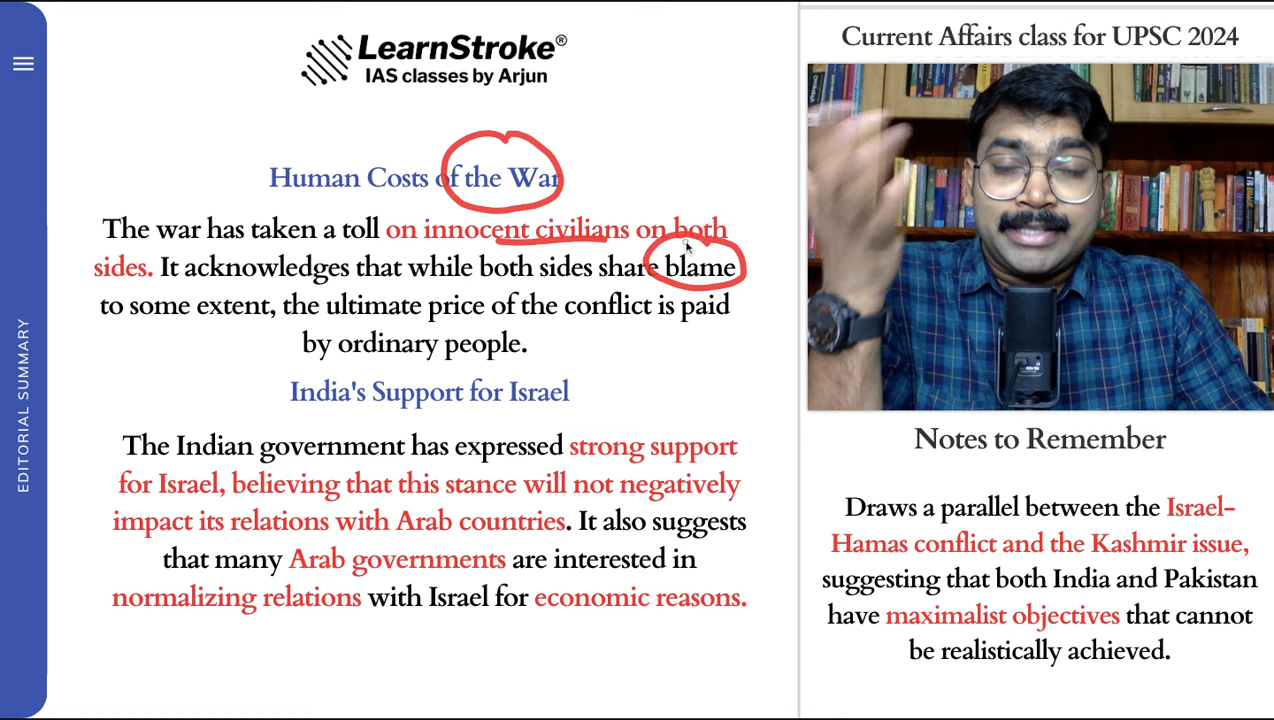 LearnStroke®
IAS classes by Arjun
Human Costs of the War
The war has taken a toll on innocent civilians on both
sides. It acknowledges that while both sides share blame
to some extent, the ultimate price of the conflict is paid
by ordinary people.
India's Support for Israel
The Indian government has expressed strong support
for Israel, believing that this stance will not negatively
impact its relations with Arab countries. It also suggests
that many Arab governments are interested in
normalizing relations with Israel for economic reasons.
EDITORIAL SUMMARY
Current Affairs class for UPSC 2024
Notes to Remember
Draws a parallel between the Israel-
Hamas conflict and the Kashmir issue,
suggesting that both India and Pakistan
have maximalist objectives that cannot
be realistically achieved.